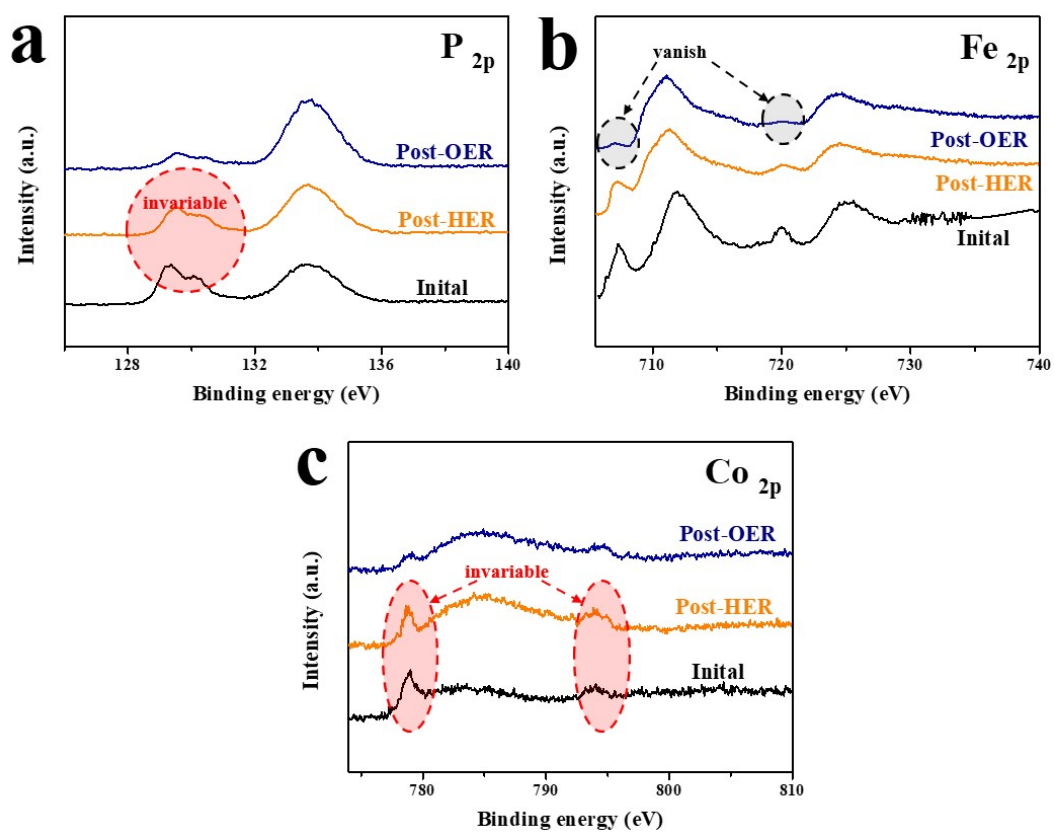 a
P 2p
Post-OER
invariable
Post-HER
Inital
Intensity (a.u.)
128 132 136 140
Binding energy (eV)
b
vanish
Fe 2p
Post-OER
Post-HER
Inital
Intensity (a.u.)
710 720 730 740
Binding energy (eV)
c
Co 2p
Post-OER
invariable
Post-HER
Inital
Intensity (a.u.)
780 790 800 810
Binding energy (eV)